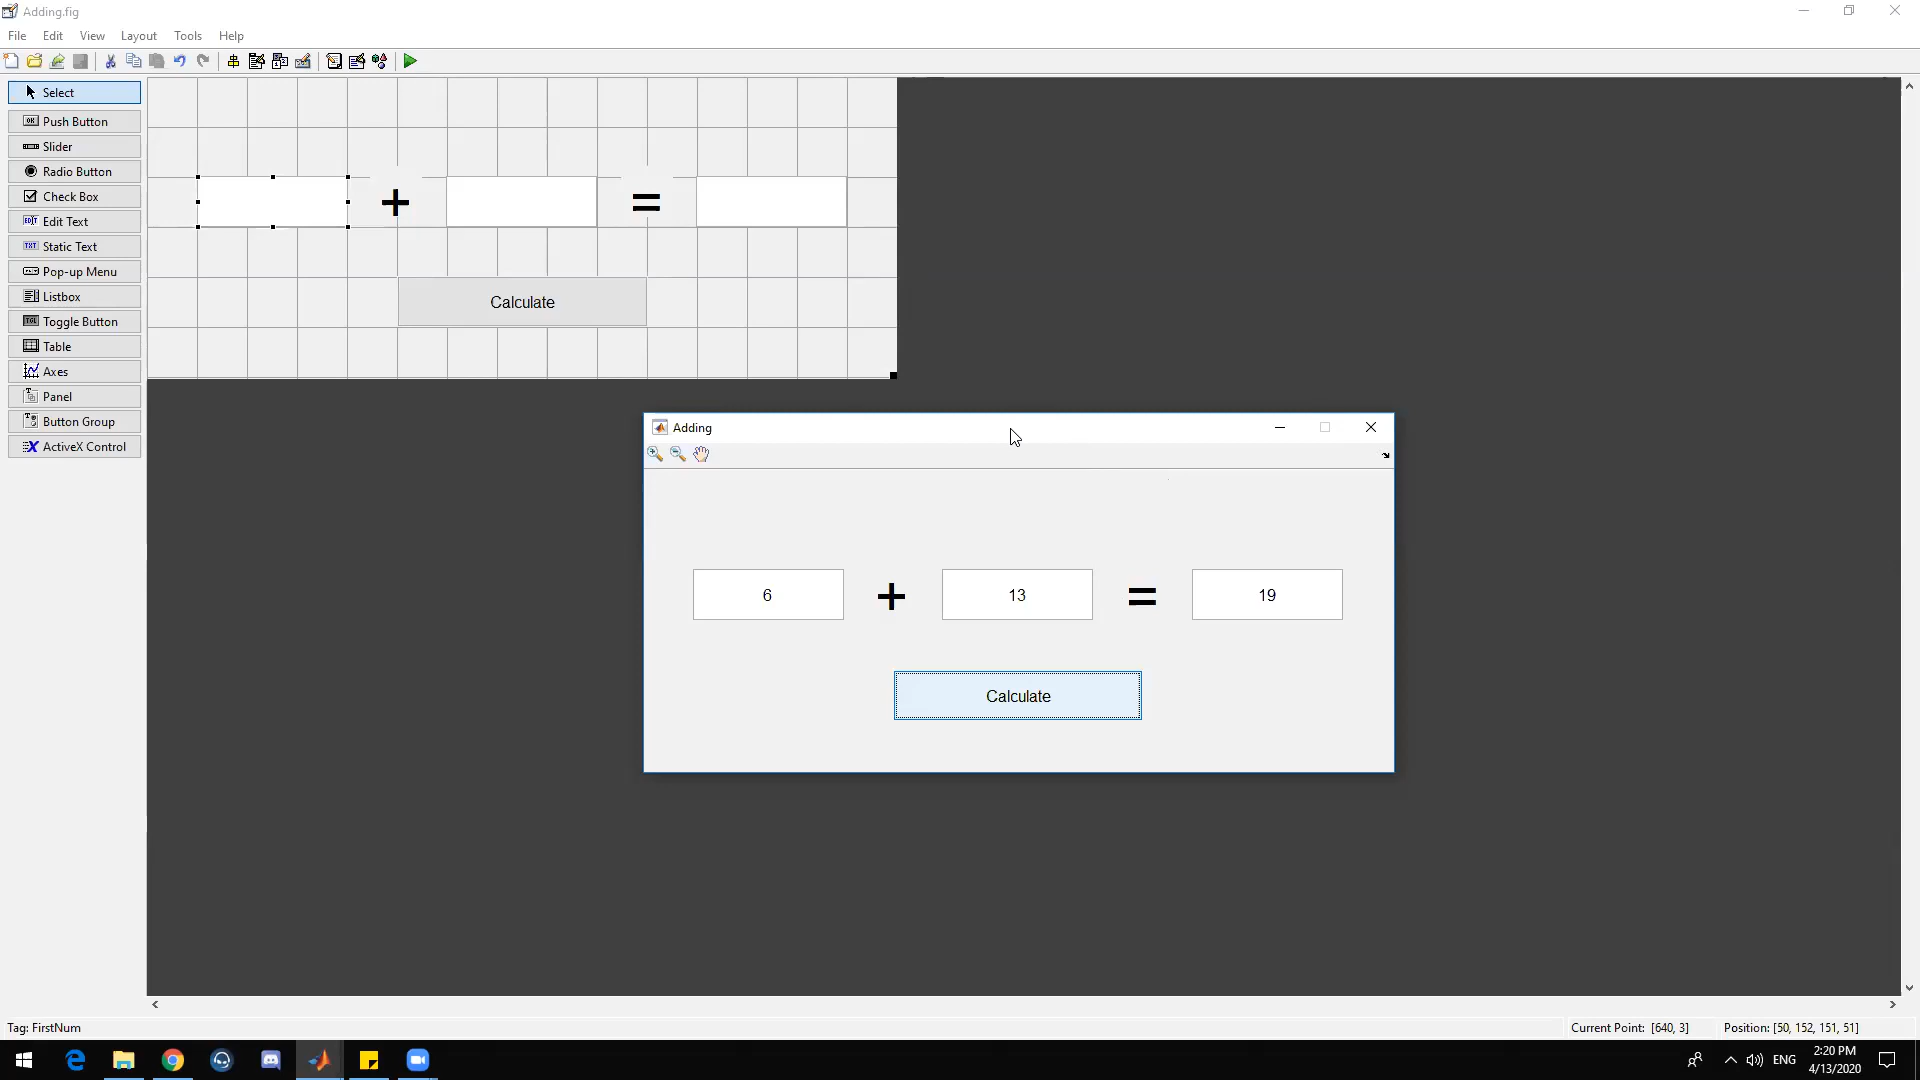 Adding.fig
File Edit View Layout Tools Help
Select
Push Button
Slider
Radio Button
Check Box
Edit Text
Static Text
Pop-up Menu
Listbox
Toggle Button
Table
Axes
Panel
Button Group
ActiveX Control
+ =
Calculate
Adding
6 + 13 = 19
Calculate
Tag: FirstNum
Current Point: [640, 3] Position: [50, 152, 151, 51]
ENG
2:20 PM
4/13/2020